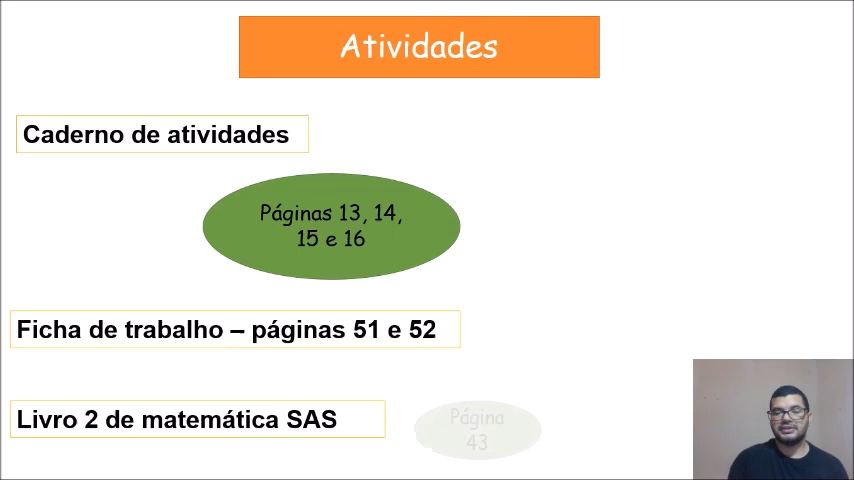 Atividades
Caderno de atividades
Páginas 13, 14,
15 e 16
Ficha de trabalho – páginas 51 e 52
Livro 2 de matemática SAS
Página
43